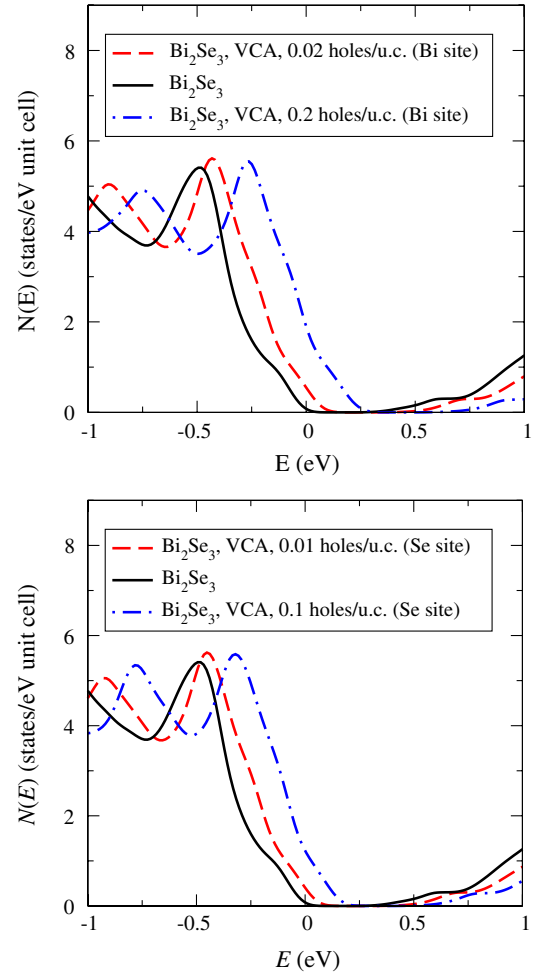 8
6
4
2
0
N(E) (states/eV unit cell)
Bi₂Se₃, VCA, 0.02 holes/u.c. (Bi site)
Bi₂Se₃
Bi₂Se₃, VCA, 0.2 holes/u.c. (Bi site)
-1 -0.5 0 0.5 1
E (eV)
8
6
4
2
0
N(E) (states/eV unit cell)
Bi₂Se₃, VCA, 0.01 holes/u.c. (Se site)
Bi₂Se₃
Bi₂Se₃, VCA, 0.1 holes/u.c. (Se site)
-1 -0.5 0 0.5 1
E (eV)